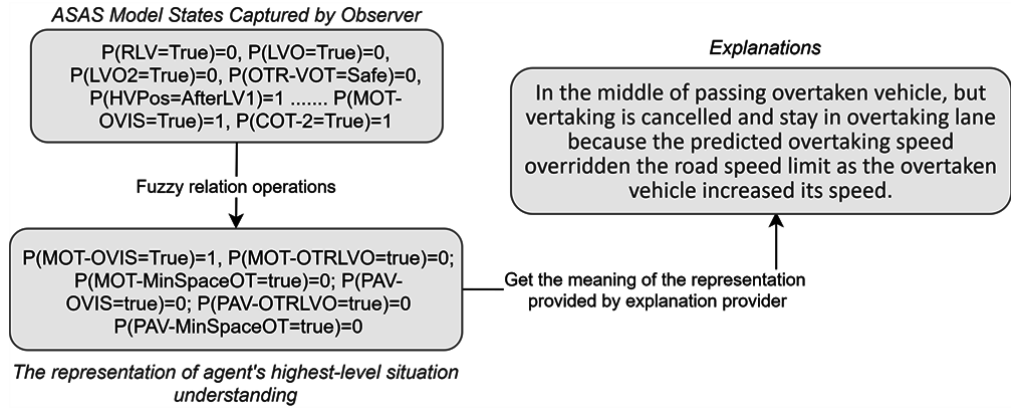 ASAS Model States Captured by Observer
P(RLV=True)=0, P(LVO=True)=0,
P(LVO2=True)=0, P(OTR-VOT=Safe)=0,
P(HVPos=AfterLV1)=1 ....... P(MOT-
OVIS=True)=1, P(COT-2=True)=1
Fuzzy relation operations
P(MOT-OVIS=True)=1, P(MOT-OTRLVO=true)=0;
P(MOT-MinSpaceOT=true)=0; P(PAV-
OVIS=true)=0; P(PAV-OTRLVO=true)=0
P(PAV-MinSpaceOT=true)=0
The representation of agent's highest-level situation
understanding
Get the meaning of the representation
provided by explanation provider
Explanations
In the middle of passing overtaken vehicle, but
vertaking is cancelled and stay in overtaking lane
because the predicted overtaking speed
overridden the road speed limit as the overtaken
vehicle increased its speed.